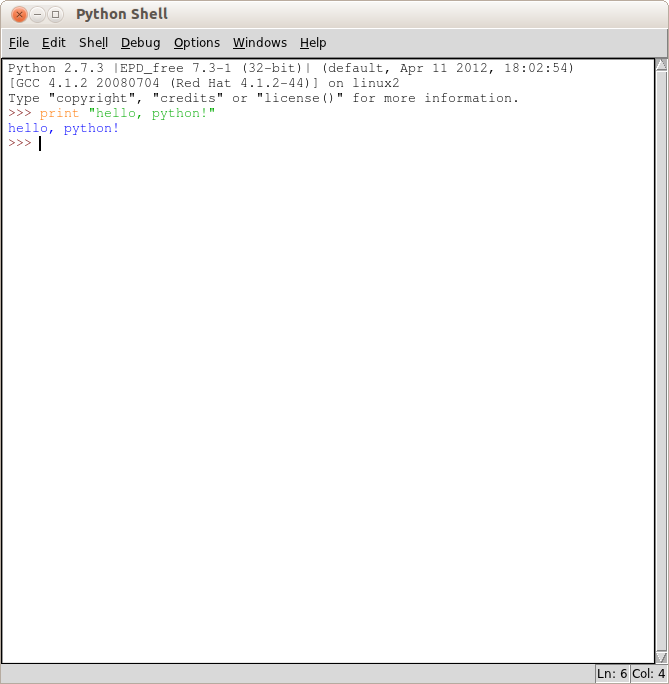 Python Shell
File Edit Shell Debug Options Windows Help
Python 2.7.3 |EPD_free 7.3-1 (32-bit)| (default, Apr 11 2012, 18:02:54)
[GCC 4.1.2 20080704 (Red Hat 4.1.2-44)] on linux2
Type "copyright", "credits" or "license()" for more information.
>>> print "hello, python!"
hello, python!
>>>
Ln: 6 Col: 4